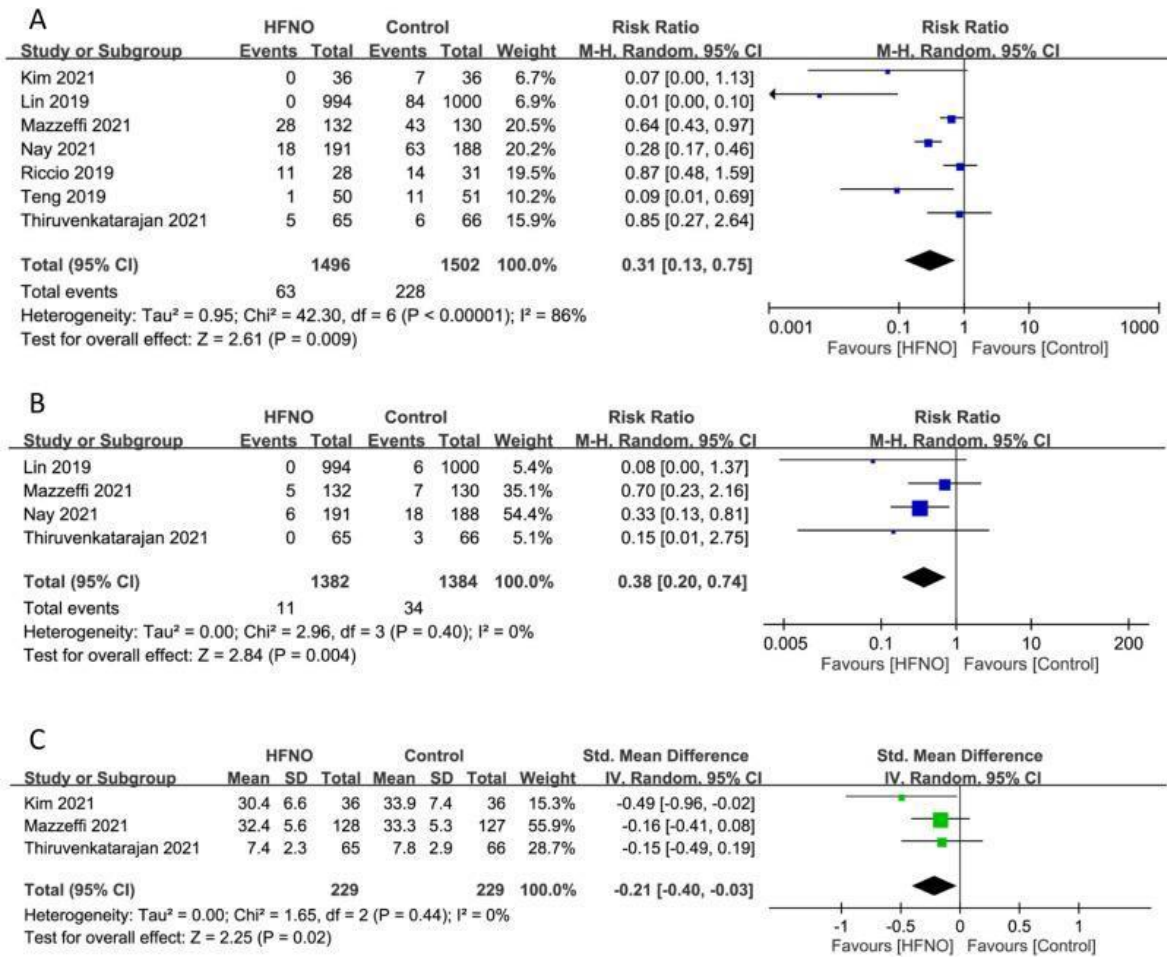 A
HFNO Control Risk Ratio Risk Ratio
Study or Subgroup Events Total Events Total Weight M-H, Random, 95% CI M-H, Random, 95% CI
Kim 2021 0 36 7 36 6.7% 0.07 [0.00, 1.13]
Lin 2019 0 994 84 1000 6.9% 0.01 [0.00, 0.10]
Mazzeffi 2021 28 132 43 130 20.5% 0.64 [0.43, 0.97]
Nay 2021 18 191 63 188 20.2% 0.28 [0.17, 0.46]
Riccio 2019 11 28 14 31 19.5% 0.87 [0.48, 1.59]
Teng 2019 1 50 11 51 10.2% 0.09 [0.01, 0.69]
Thiruvenkatarajan 2021 5 65 6 66 15.9% 0.85 [0.27, 2.64]
Total (95% CI) 1496 1502 100.0% 0.31 [0.13, 0.75]
Total events 63 228
Heterogeneity: Tau² = 0.95; Chi² = 42.30, df = 6 (P < 0.00001); I² = 86%
Test for overall effect: Z = 2.61 (P = 0.009)
0.001 0.1 1 10 1000
Favours [HFNO] Favours [Control]
B
HFNO Control Risk Ratio Risk Ratio
Study or Subgroup Events Total Events Total Weight M-H, Random, 95% CI M-H, Random, 95% CI
Lin 2019 0 994 6 1000 5.4% 0.08 [0.00, 1.37]
Mazzeffi 2021 5 132 7 130 35.1% 0.70 [0.23, 2.16]
Nay 2021 6 191 18 188 54.4% 0.33 [0.13, 0.81]
Thiruvenkatarajan 2021 0 65 3 66 5.1% 0.15 [0.01, 2.75]
Total (95% CI) 1382 1384 100.0% 0.38 [0.20, 0.74]
Total events 11 34
Heterogeneity: Tau² = 0.00; Chi² = 2.96, df = 3 (P = 0.40); I² = 0%
Test for overall effect: Z = 2.84 (P = 0.004)
0.005 0.1 1 10 200
Favours [HFNO] Favours [Control]
C
HFNO Control Std. Mean Difference Std. Mean Difference
Study or Subgroup Mean SD Total Mean SD Total Weight IV, Random, 95% CI IV, Random, 95% CI
Kim 2021 30.4 6.6 36 33.9 7.4 36 15.3% -0.49 [-0.96, -0.02]
Mazzeffi 2021 32.4 5.6 128 33.3 5.3 127 55.9% -0.16 [-0.41, 0.08]
Thiruvenkatarajan 2021 7.4 2.3 65 7.8 2.9 66 28.7% -0.15 [-0.49, 0.19]
Total (95% CI) 229 229 100.0% -0.21 [-0.40, -0.03]
Heterogeneity: Tau² = 0.00; Chi² = 1.65, df = 2 (P = 0.44); I² = 0%
Test for overall effect: Z = 2.25 (P = 0.02)
-1 -0.5 0 0.5 1
Favours [HFNO] Favours [Control]